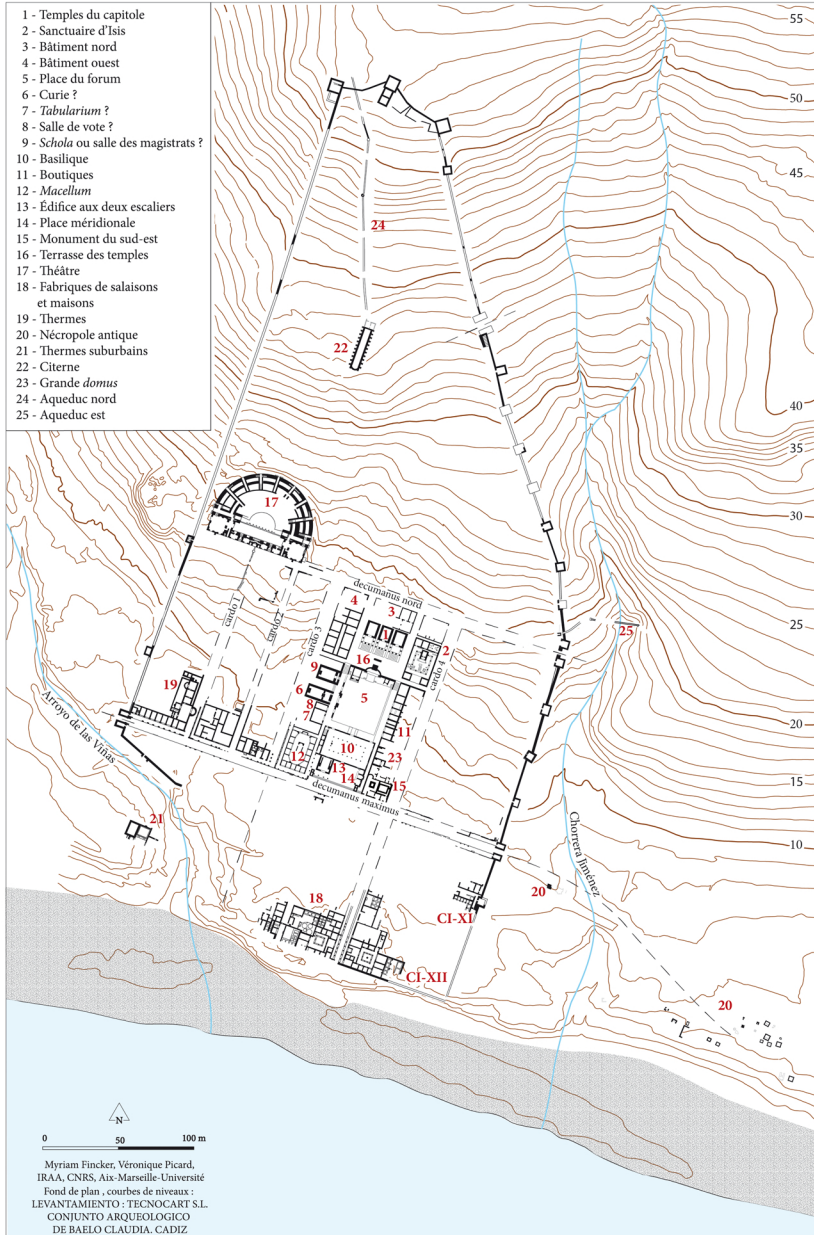 1 - Temples du capitole
2 - Sanctuaire d'Isis
3 - Bâtiment nord
4 - Bâtiment ouest
5 - Place du forum
6 - Curie ?
7 - Tabularium ?
8 - Salle de vote ?
9 - Schola ou salle des magistrats ?
10 - Basilique
11 - Boutiques
12 - Macellum
13 - Édifice aux deux escaliers
14 - Place méridionale
15 - Monument du sud-est
16 - Terrasse des temples
17 - Théâtre
18 - Fabriques de salaisons
et maisons
19 - Thermes
20 - Nécropole antique
21 - Thermes suburbains
22 - Citerne
23 - Grande domus
24 - Aqueduc nord
25 - Aqueduc est
55
50
45
24
22
40
35
17
30
decumanus nord
4
3
cardo 1
cardo 2
cardo 3
1
25
25
2
16
cardo 4
9
19
6
5
8
7
11
20
Arroyo de las Viñas
10
12
23
13
14
15
15
decumanus maximus
21
10
Chorrera Jiménez
20
18
CI-XI
CI-XII
20
N
0
50
100 m
Myriam Fincker, Véronique Picard,
IRAA, CNRS, Aix-Marseille-Université
Fond de plan , courbes de niveaux :
LEVANTAMIENTO : TECNOCART S.L.
CONJUNTO ARQUEOLOGICO
DE BAELO CLAUDIA. CADIZ